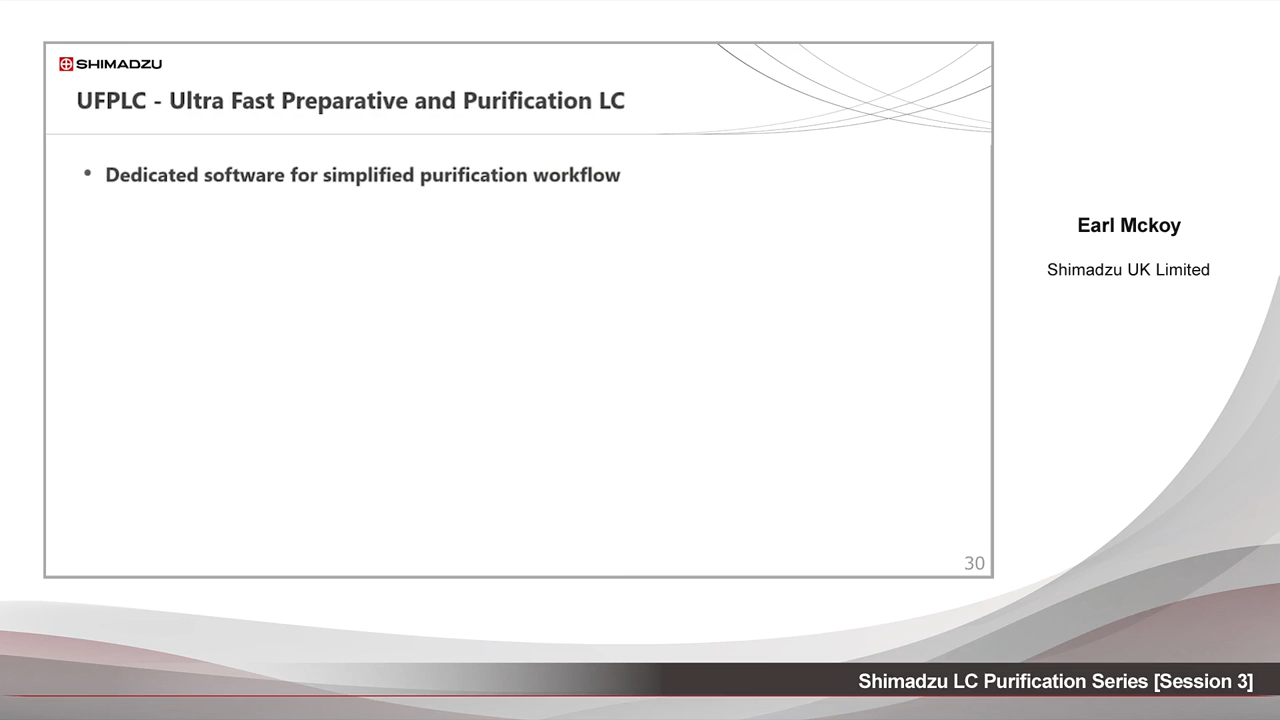 SHIMADZU
UFPLC - Ultra Fast Preparative and Purification LC
• Dedicated software for simplified purification workflow
30
Earl Mckoy
Shimadzu UK Limited
Shimadzu LC Purification Series [Session 3]